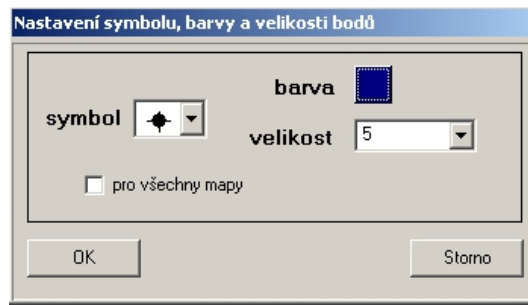 Nastavení symbolu, barvy a velikosti bodů
barva
symbol
velikost 5
pro všechny mapy
OK Storno